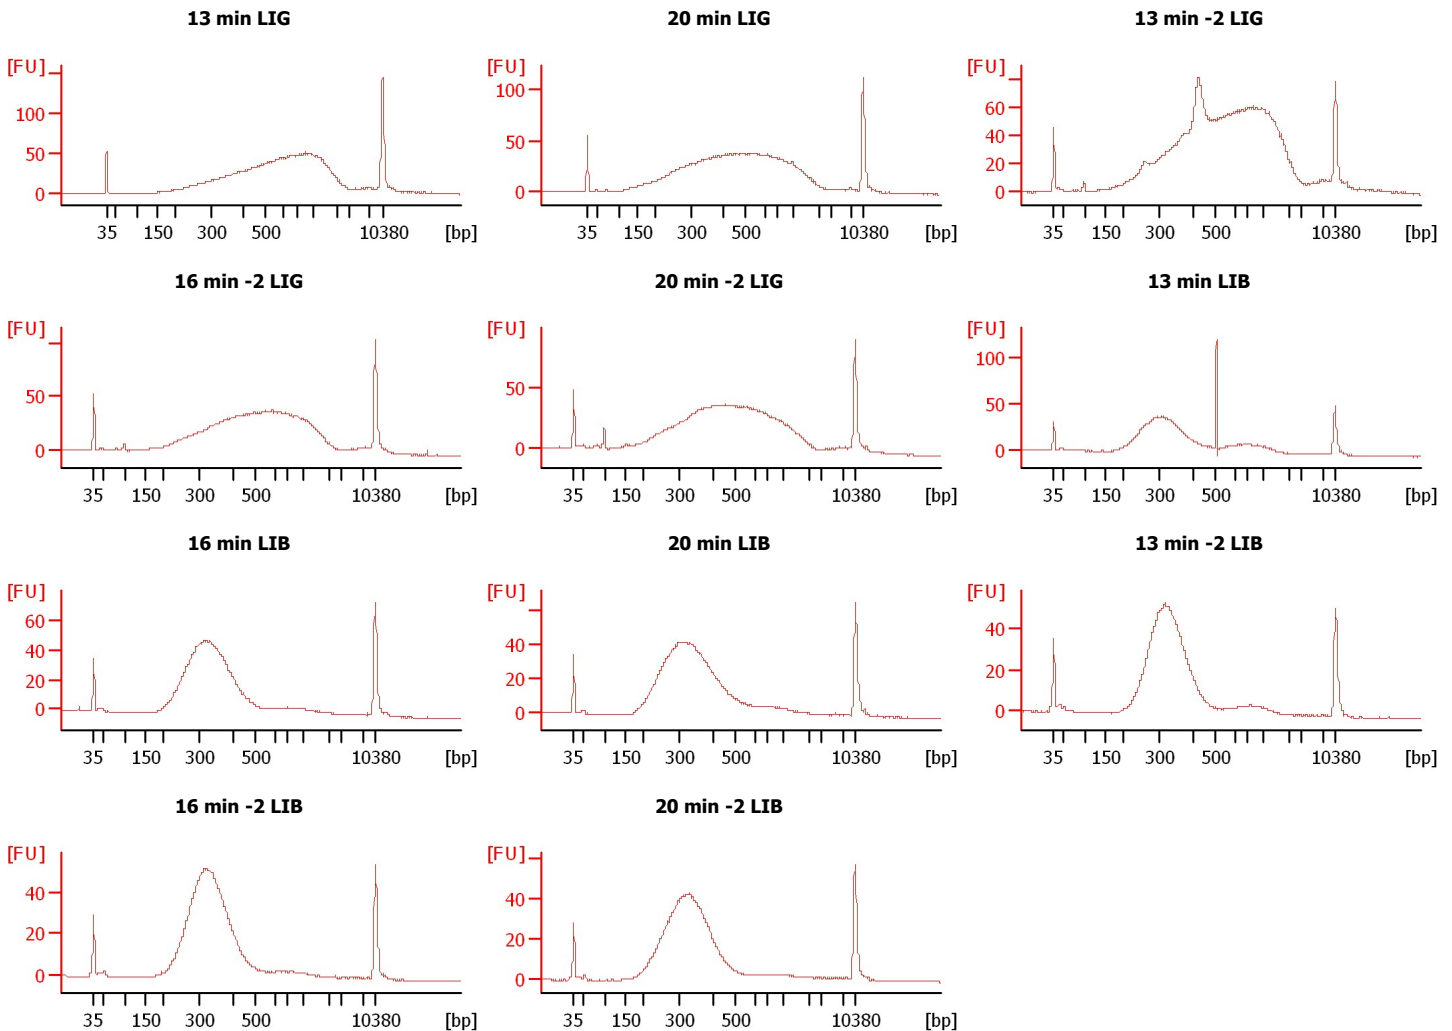 13 min LIG
20 min LIG
13 min -2 LIG
[FU]
100
50
0
35 150 300 500 10380 [bp]
[FU]
100
50
0
35 150 300 500 10380 [bp]
[FU]
60
40
20
0
35 150 300 500 10380 [bp]
16 min -2 LIG
20 min -2 LIG
13 min LIB
[FU]
50
0
35 150 300 500 10380 [bp]
[FU]
50
0
35 150 300 500 10380 [bp]
[FU]
100
50
0
35 150 300 500 10380 [bp]
16 min LIB
20 min LIB
13 min -2 LIB
[FU]
60
40
20
0
35 150 300 500 10380 [bp]
[FU]
40
20
0
35 150 300 500 10380 [bp]
[FU]
40
20
0
35 150 300 500 10380 [bp]
16 min -2 LIB
20 min -2 LIB
[FU]
40
20
0
35 150 300 500 10380 [bp]
[FU]
40
20
0
35 150 300 500 10380 [bp]